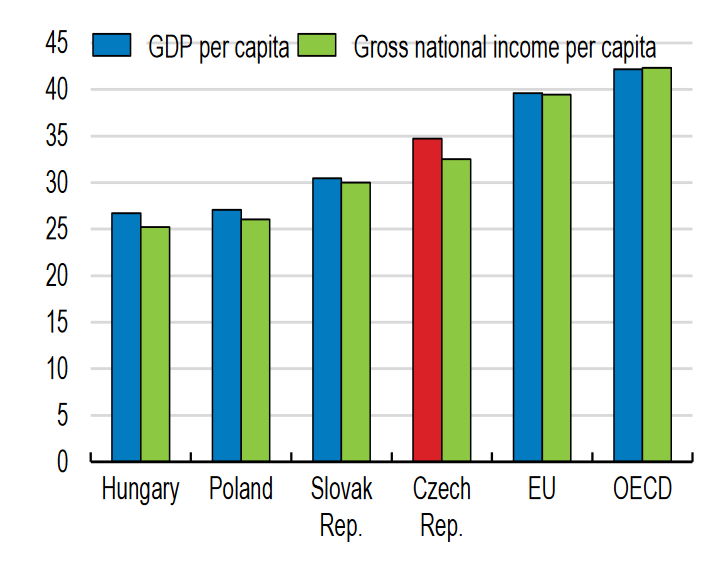 45
GDP per capita
Gross national income per capita
40
35
30
25
20
15
10
5
0
Hungary
Poland
Slovak
Rep.
Czech
Rep.
EU
OECD